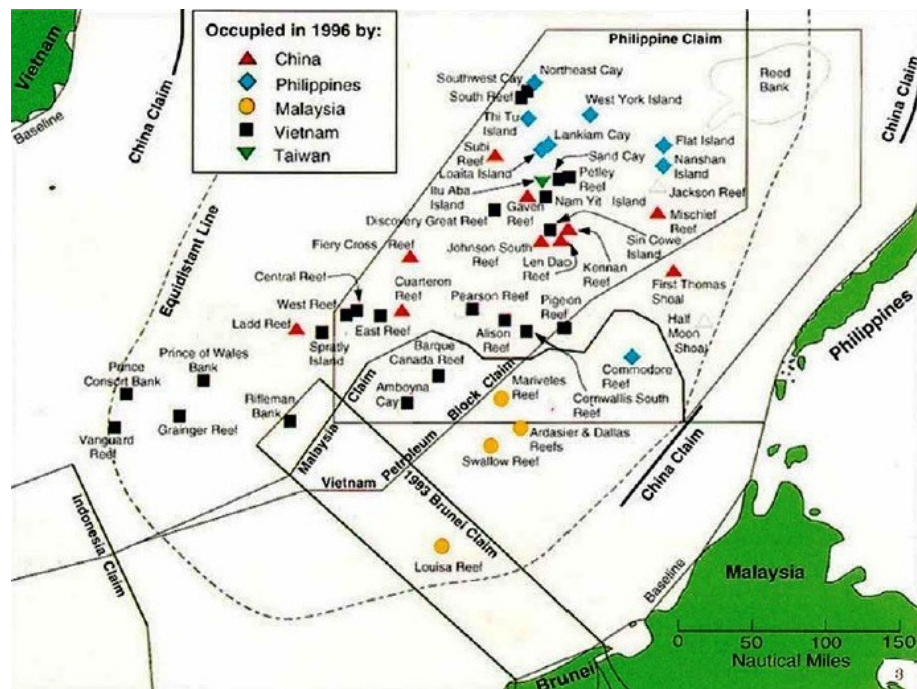 Occupied in 1996 by:
China
Philippines
Malaysia
Vietnam
Taiwan
Vietnam
Baseline
China Claim
Equidistant Line
Philippine Claim
Reed
Bank
China Claim
Southwest Cay
Northeast Cay
South Reef
West York Island
Thi Tu
Island
Lankiam Cay
Flat Island
Subi
Reef
Sand Cay
Nanshan
Island
Loaita Island
Petley
Reef
Itu Aba
Island
Jackson Reef
Gaven
Reef
Nam Yit Island
Mischief
Reef
Discovery Great Reef
Fiery Cross Reef
Johnson South
Reef
Sin Cowe
Island
Len Dao
Reef
Kennan
Reef
First Thomas
Shoal
Central Reef
Cuarteron
Reef
Pearson Reef
Pigeon
Reef
West Reef
Ladd Reef
East Reef
Alison
Reef
Half
Moon
Shoal
Spratly
Island
Barque
Canada Reef
Philippines
Prince of Wales
Bank
Commodore
Reef
Prince
Consort Bank
Mariveles
Reef
Cornwallis South
Reef
Amboyna
Cay
Rifleman
Bank
Grainger Reef
Vanguard
Reef
Malaysia Claim
Ardasier & Dallas
Reefs
Swallow Reef
Vietnam Petroleum Block Claim
China Claim
1993 Brunei Claim
Indonesia Claim
Louisa Reef
Baseline
Malaysia
0 50 100 150
Nautical Miles
Brunei